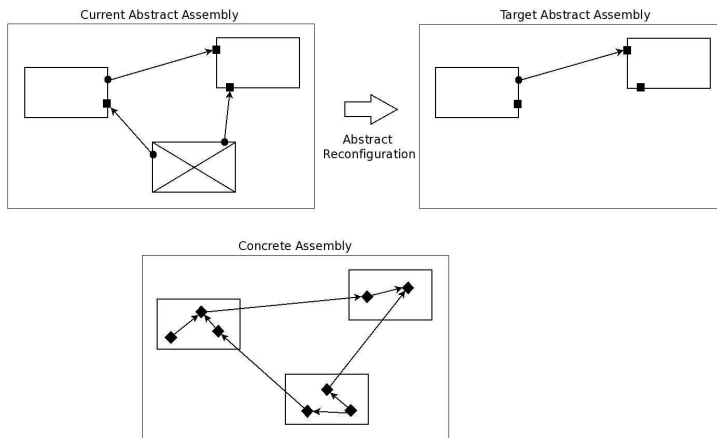 Current Abstract Assembly
Target Abstract Assembly
Abstract
Reconfiguration
Concrete Assembly